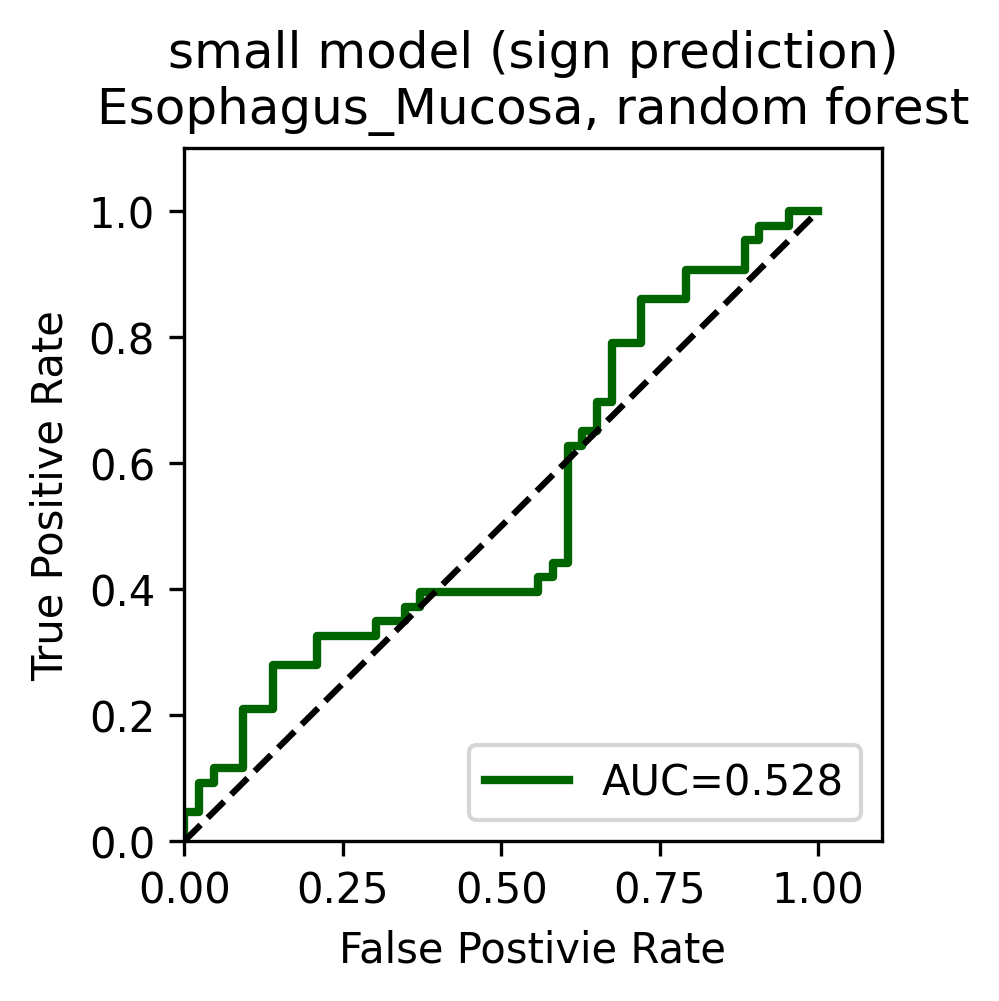 small model (sign prediction)
Esophagus_Mucosa, random forest
1.0
0.8
0.6
0.4
0.2
0.0
True Positive Rate
AUC=0.528
0.00 0.25 0.50 0.75 1.00
False Postivie Rate